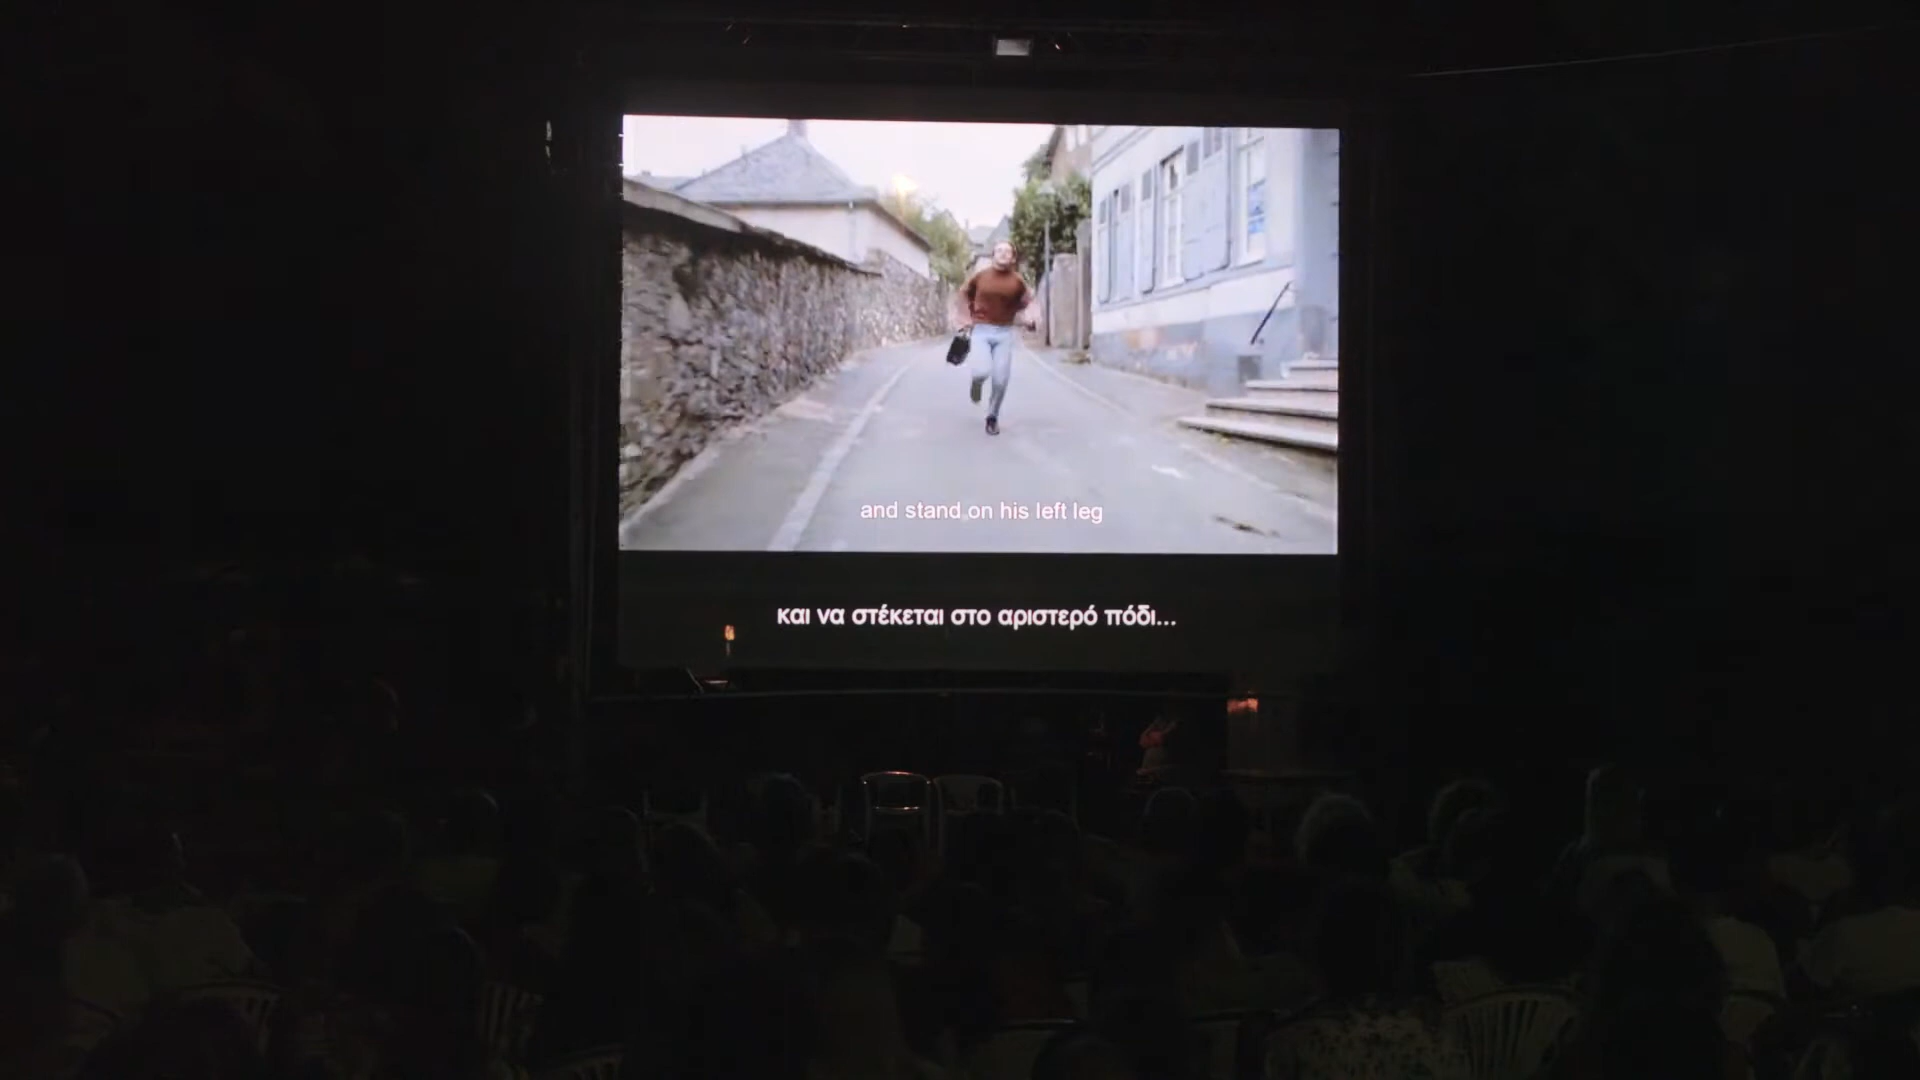 and stand on his left leg
και να στέκεται στο αριστερό πόδι...